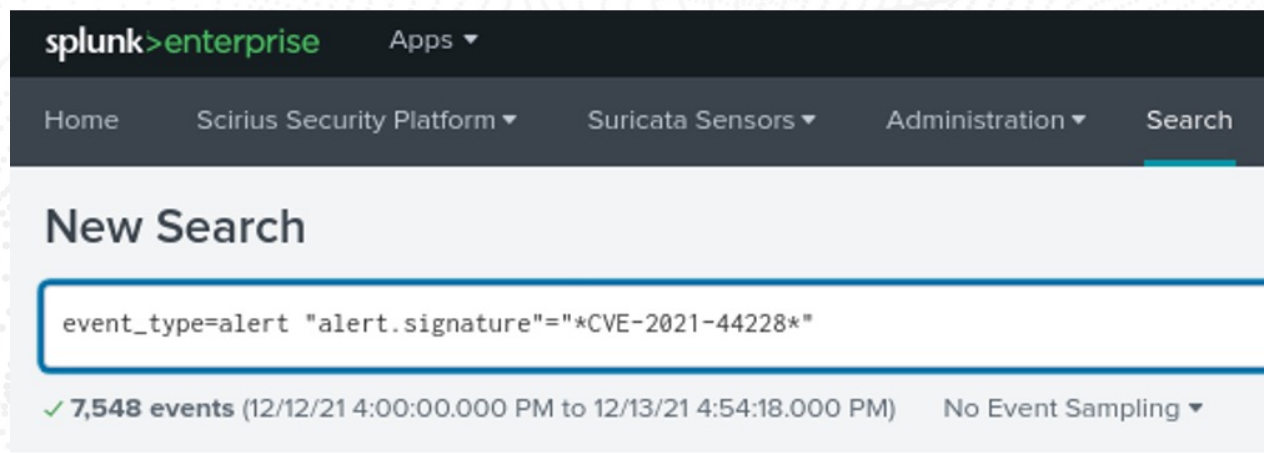 splunk>enterprise Apps
Home Scirius Security Platform Suricata Sensors Administration Search
New Search
event_type=alert "alert.signature"="*CVE-2021-44228*"
✓ 7,548 events (12/12/21 4:00:00.000 PM to 12/13/21 4:54:18.000 PM) No Event Sampling